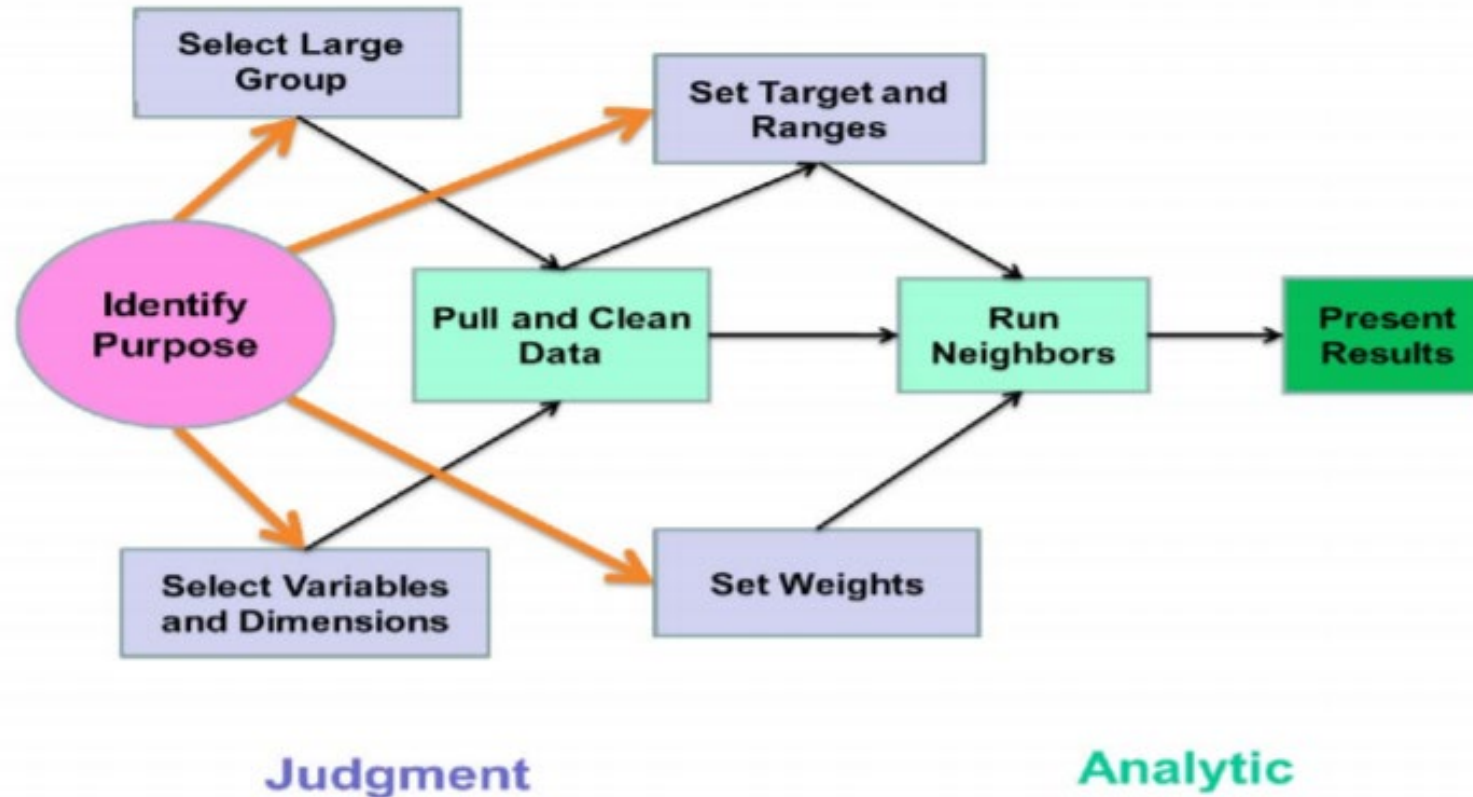 Select Large
Group
Set Target and
Ranges
Identify
Purpose
Pull and Clean
Data
Run
Neighbors
Present
Results
Select Variables
and Dimensions
Set Weights
Judgment
Analytic